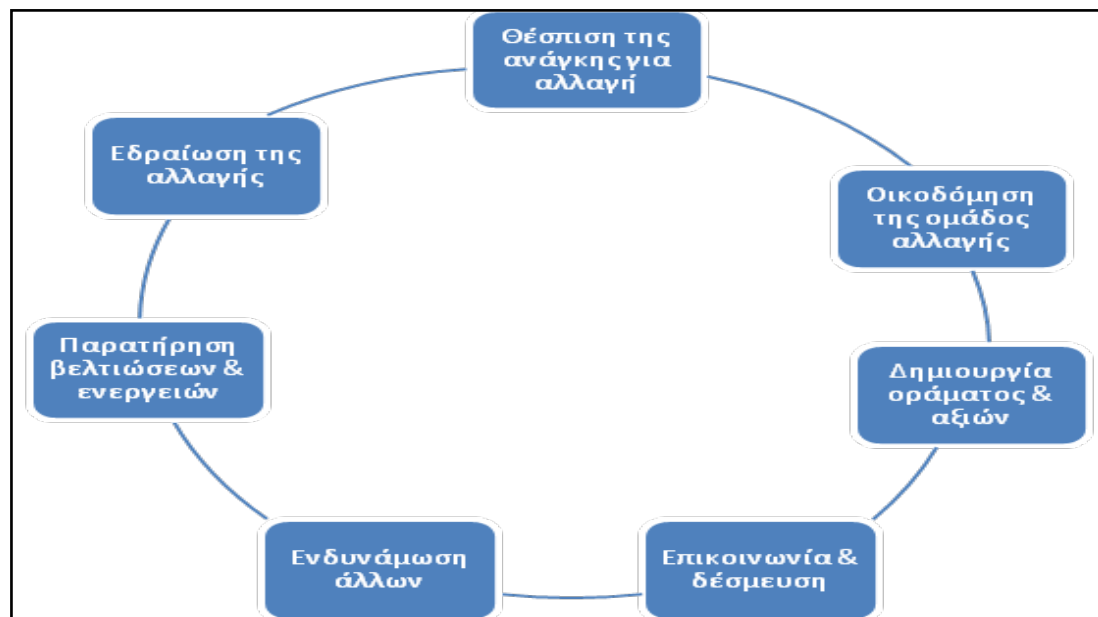 Θέσπιση της
ανάγκης για
αλλαγή
Οικοδόμηση
της ομάδος
αλλαγής
Δημιουργία
οράματος &
αξιών
Επικοινωνία &
δέσμευση
Ενδυνάμωση
άλλων
Παρατήρηση
βελτιώσεων &
ενεργειών
Εδραίωση της
αλλαγής